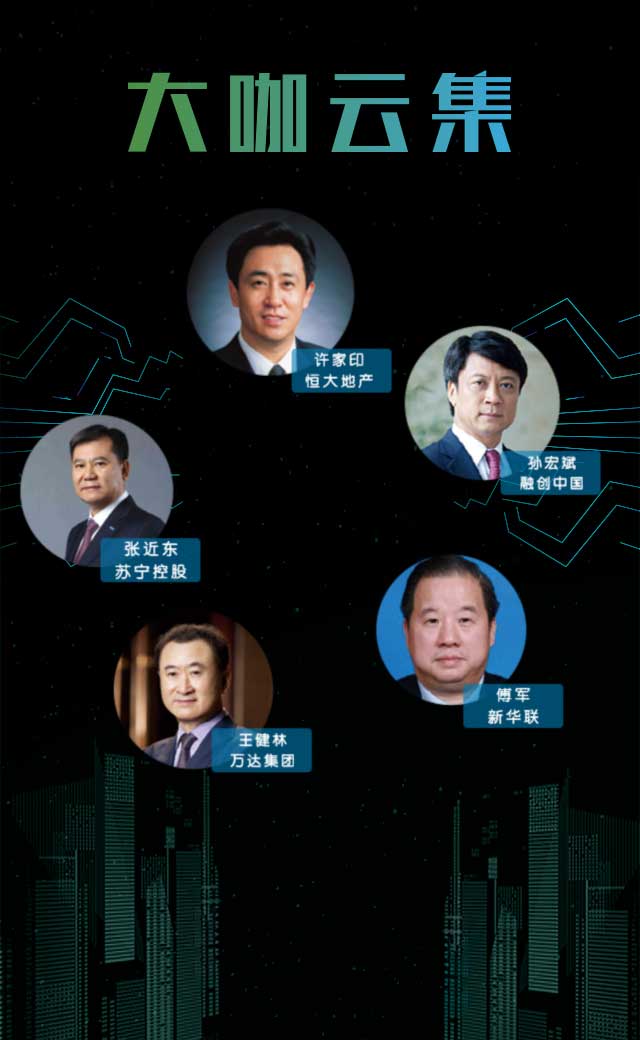 大咖云集
许家印
恒大地产
孙宏斌
融创中国
张近东
苏宁控股
傅军
新华联
王健林
万达集团